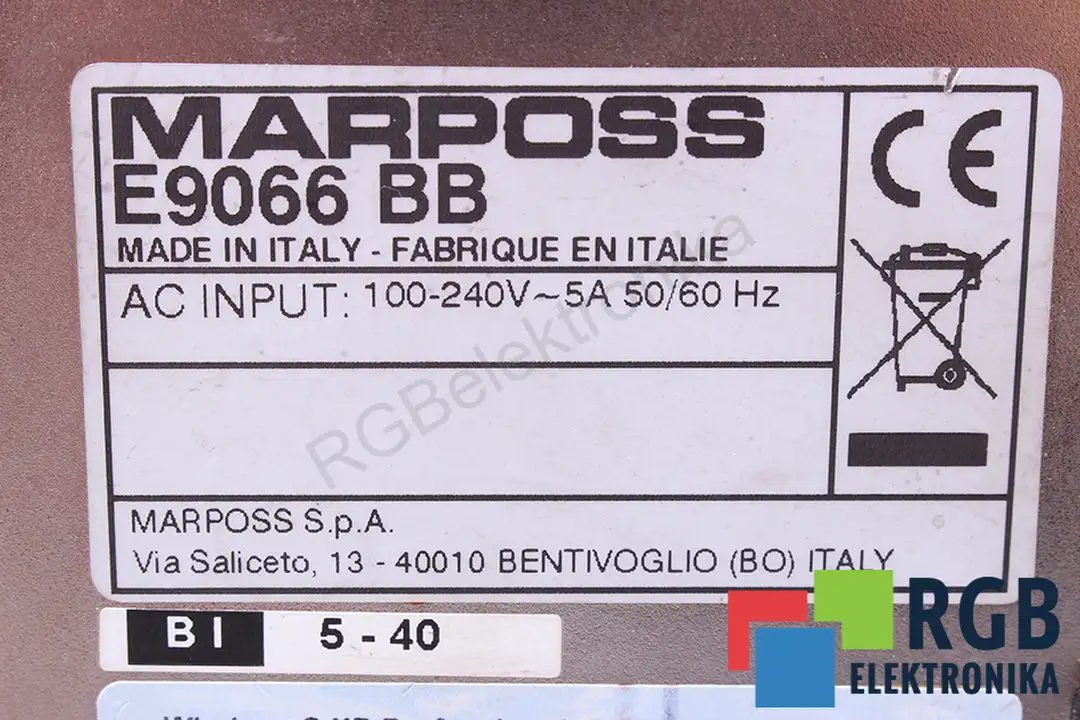 MARPOSS
E9066 BB
MADE IN ITALY - FABRIQUE EN ITALIE
AC INPUT: 100-240V~5A 50/60 Hz
CE
MARPOSS S.p.A.
Via Saliceto, 13 - 40010 BENTIVOGLIO (BO) ITALY
BI 5 - 40
RGBelektronika
RGB
ELEKTRONIKA